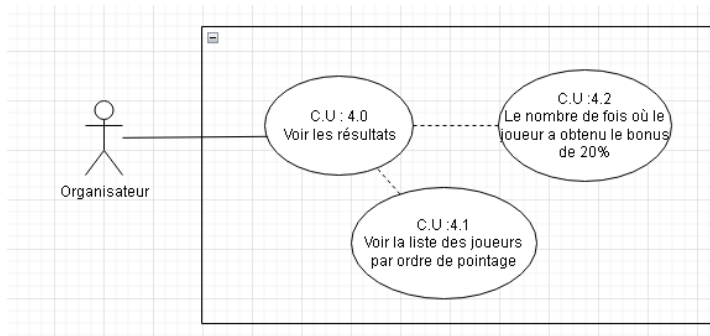 C.U : 4.0
Voir les résultats
C.U :4.2
Le nombre de fois où le
joueur a obtenu le bonus
de 20%
Organisateur
C.U :4.1
Voir la liste des joueurs
par ordre de pointage